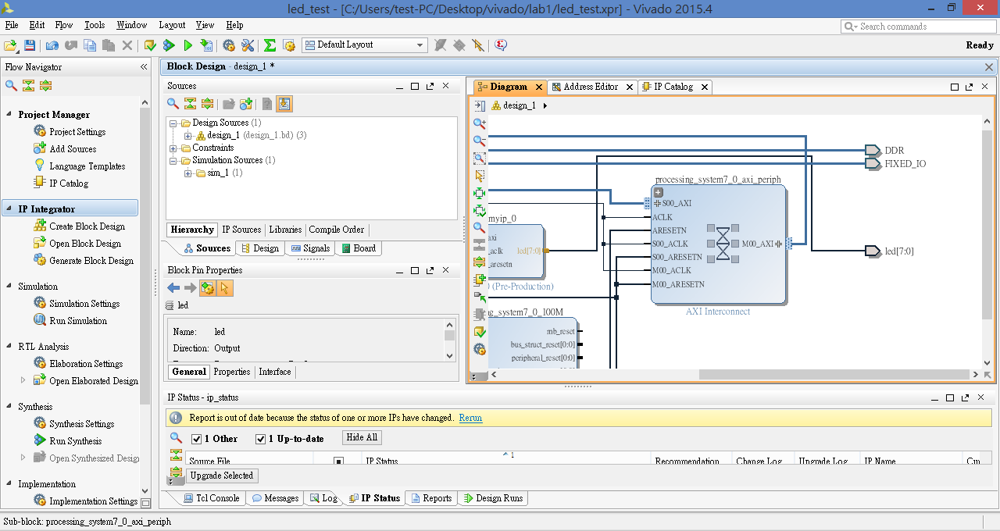 led_test - [C:/Users/test-PC/Desktop/vivado/lab1/led_test.xpr] - Vivado 2015.4
File Edit Flow Tools Window Layout View Help
Search commands
Default Layout
Ready
Flow Navigator
Project Manager
Project Settings
Add Sources
Language Templates
IP Catalog
IP Integrator
Create Block Design
Open Block Design
Generate Block Design
Simulation
Simulation Settings
Run Simulation
RTL Analysis
Elaboration Settings
Open Elaborated Design
Synthesis
Synthesis Settings
Run Synthesis
Open Synthesized Desig
Implementation
Implementation Settings
Block Design - design_1 *
Sources
Design Sources (1)
design_1 (design_1.bd) (3)
Constraints
Simulation Sources (1)
sim_1 (1)
Hierarchy IP Sources Libraries Compile Order
Sources Design Signals Board
Block Pin Properties
led
Name: led
Direction: Output
General Properties Interface
Diagram Address Editor IP Catalog
design_1
DDR
FIXED_IO
processing_system7_0_axi_periph
S00_AXI
ACLK
ARESETN
S00_ACLK
S00_ARESETN
M00_ACLK
M00_ARESETN
M00_AXI
AXI Interconnect
led[7:0]
myip_0
axi
_aclk led[7:0]
_aresetn
0 (Pre-Production)
g_system7_0_100M
mb_reset
bus_struct_reset[0:0]
peripheral_reset[0:0]
IP Status - ip_status
Report is out of date because the status of one or more IPs have changed. Rerun
1 Other 1 Up-to-date Hide All
Source File IP Status 1 Recommendation Change Log Upgrade Log IP Name Cu
Upgrade Selected
Tcl Console Messages Log IP Status Reports Design Runs
Sub-block: processing_system7_0_axi_periph